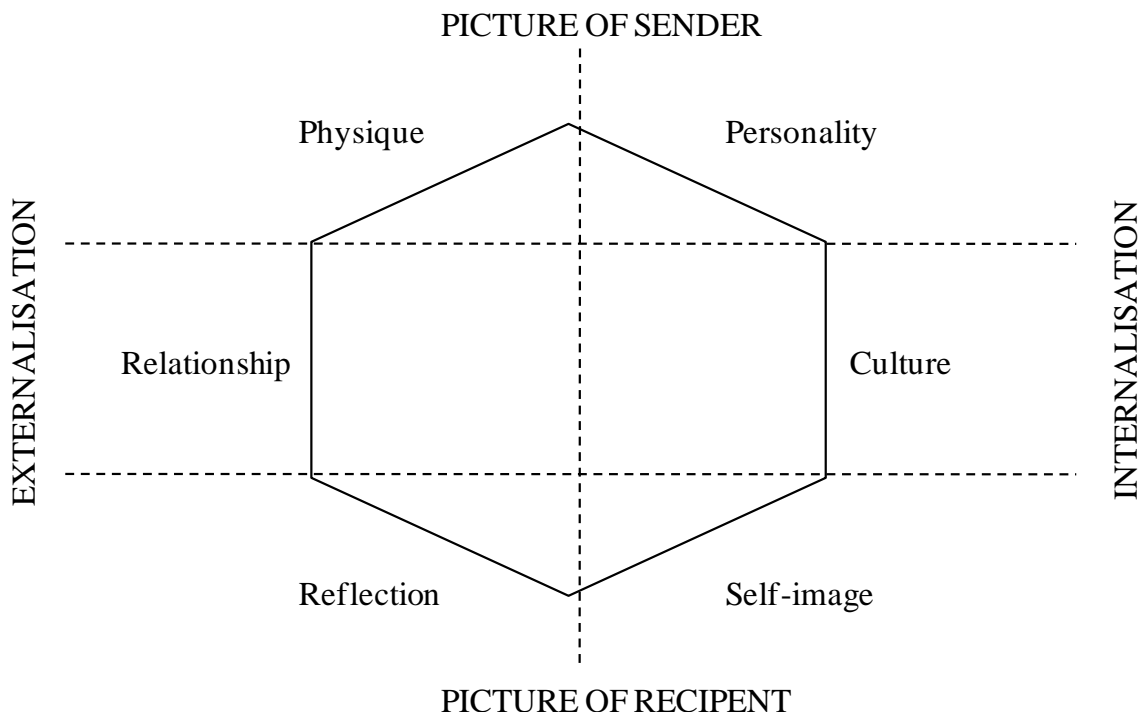 PICTURE OF SENDER
Physique
Personality
EXTERNALISATION
INTERNALISATION
Relationship
Culture
Reflection
Self-image
PICTURE OF RECIPENT